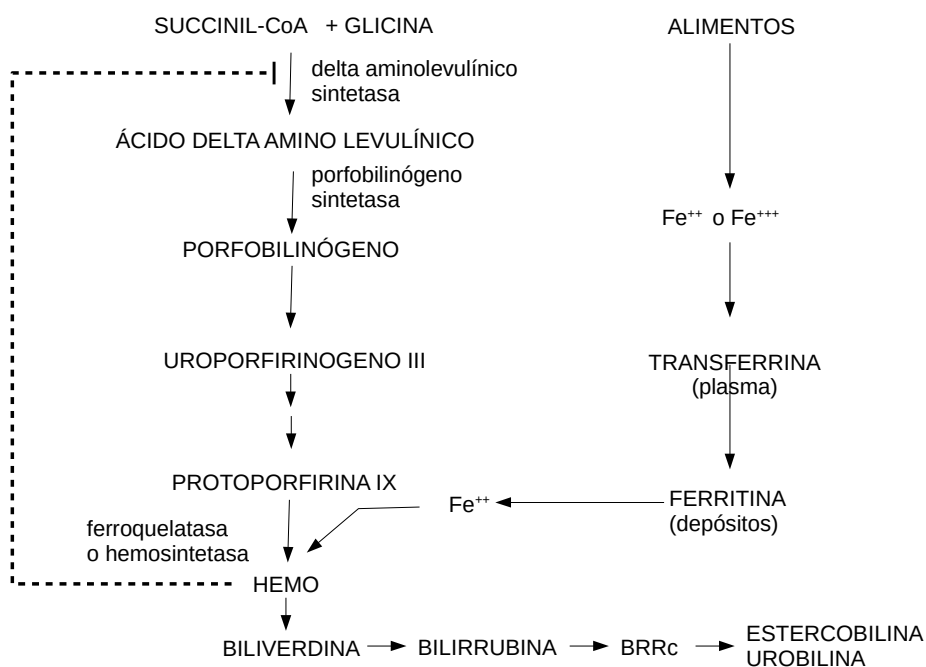 SUCCINIL-CoA + GLICINA
delta aminolevulínico
sintetasa
ÁCIDO DELTA AMINO LEVULÍNICO
porfobilinógeno
sintetasa
PORFOBILINÓGENO
UROPORFIRINOGENO III
PROTOPORFIRINA IX
ferroquelatasa
o hemosintetasa
HEMO
ALIMENTOS
Fe⁺⁺ o Fe⁺⁺⁺
TRANSFERRINA
(plasma)
FERRITINA
(depósitos)
Fe⁺⁺
BILIVERDINA
BILIRRUBINA
BRRc
ESTERCOBILINA
UROBILINA